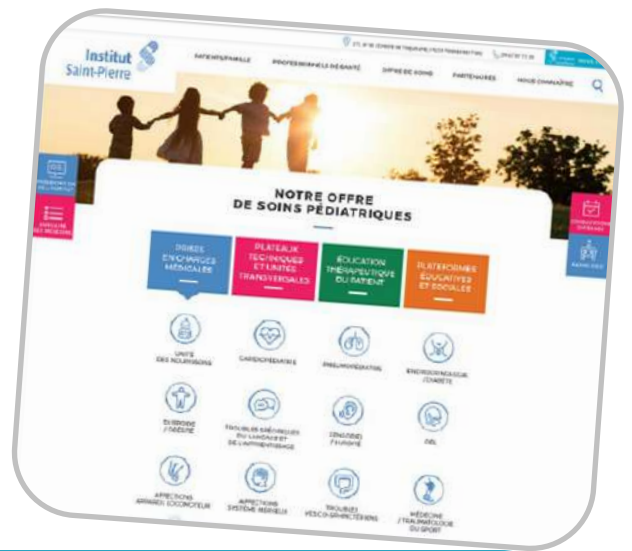 Institut
Saint-Pierre
PATIENTS/FAMILLE
PROFESSIONNELS DE SANTÉ
OFFRE DE SOINS
PARTENAIRES
NOUS CONNAÎTRE
NOTRE OFFRE
DE SOINS PÉDIATRIQUES
PRISES
EN CHARGES
MÉDICALES
PLATEAUX
TECHNIQUES
ET UNITÉS
TRANSVERSALES
ÉDUCATION
THÉRAPEUTIQUE
DU PATIENT
PLATEFORMES
ÉDUCATIVES
ET SOCIALES
UNITÉ
DES NOURRISSONS
CARDIOPÉDIATRIE
PNEUMOPÉDIATRIE
ENDOCRINOLOGIE
/DIABÈTE
SURPOIDS
/ OBÉSITÉ
TROUBLES SPÉCIFIQUES
DU LANGAGE ET
DE L'APPRENTISSAGE
/ SURDITÉ
ORL
AFFECTIONS
APPAREIL LOCOMOTEUR
AFFECTIONS
SYSTÈME NERVEUX
TROUBLES
VÉSICO-SPHINCTÉRIENS
MÉDECINE
/ TRAUMATOLOGIE
DU SPORT